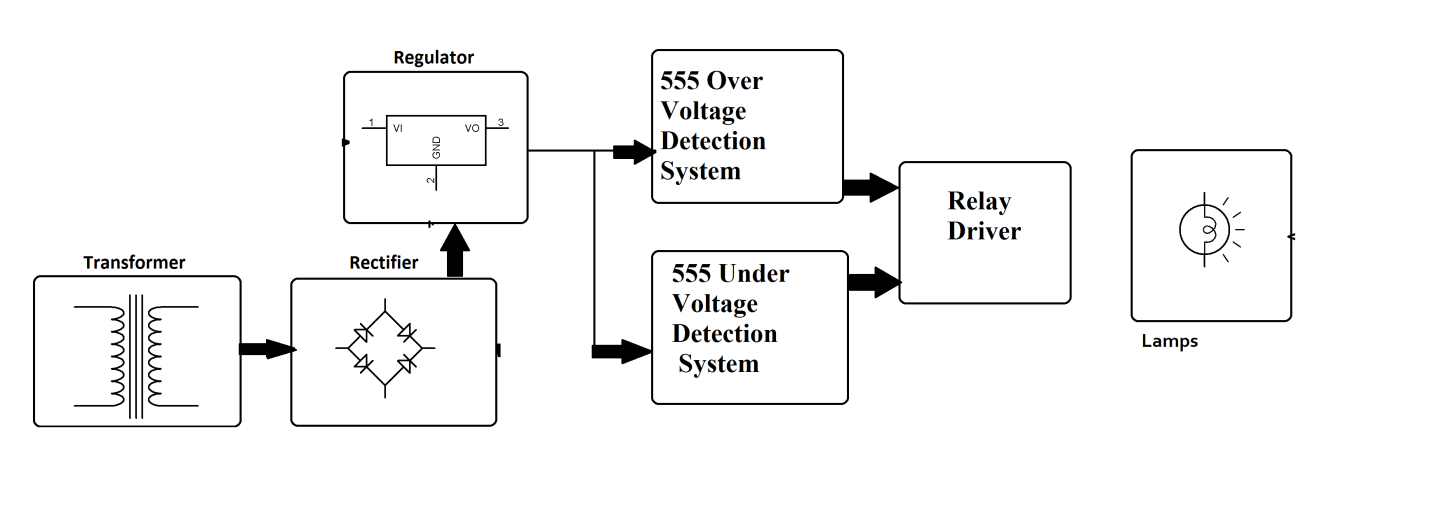 Regulator
1
VI
VO
3
GND
2
555 Over
Voltage
Detection
System
Relay
Driver
Transformer
Rectifier
555 Under
Voltage
Detection
System
Lamps